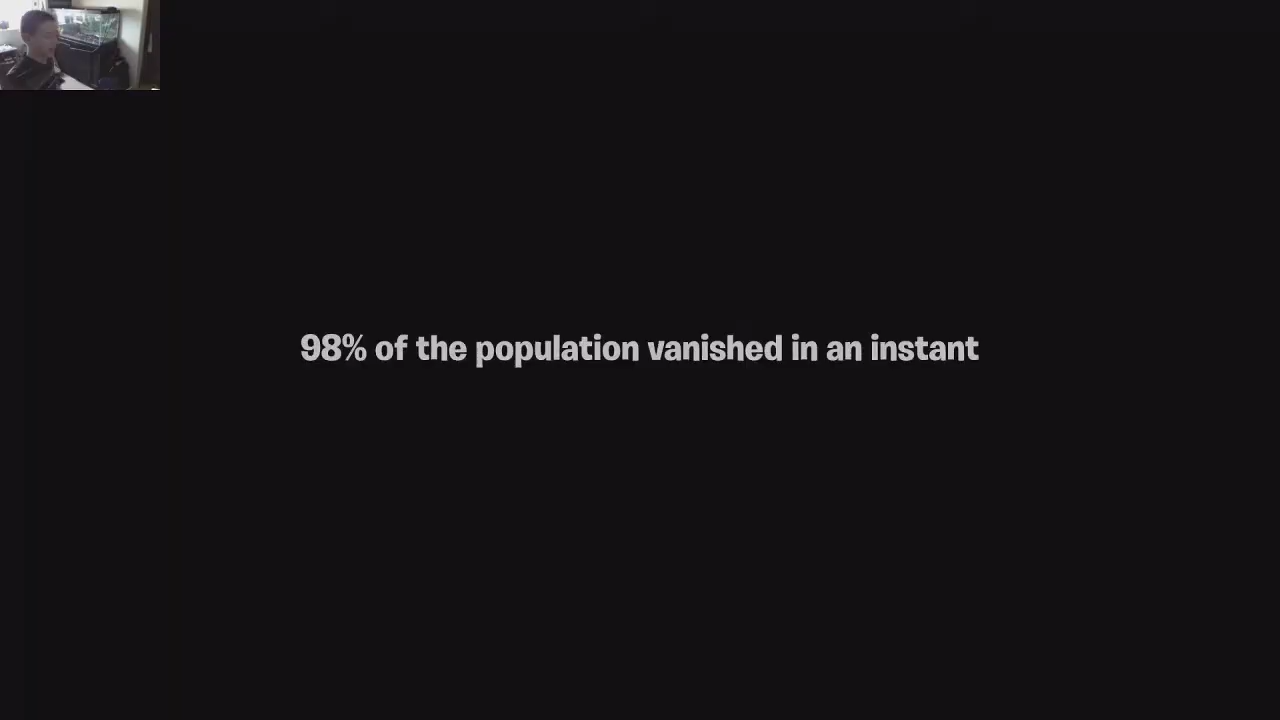 98% of the population vanished in an instant